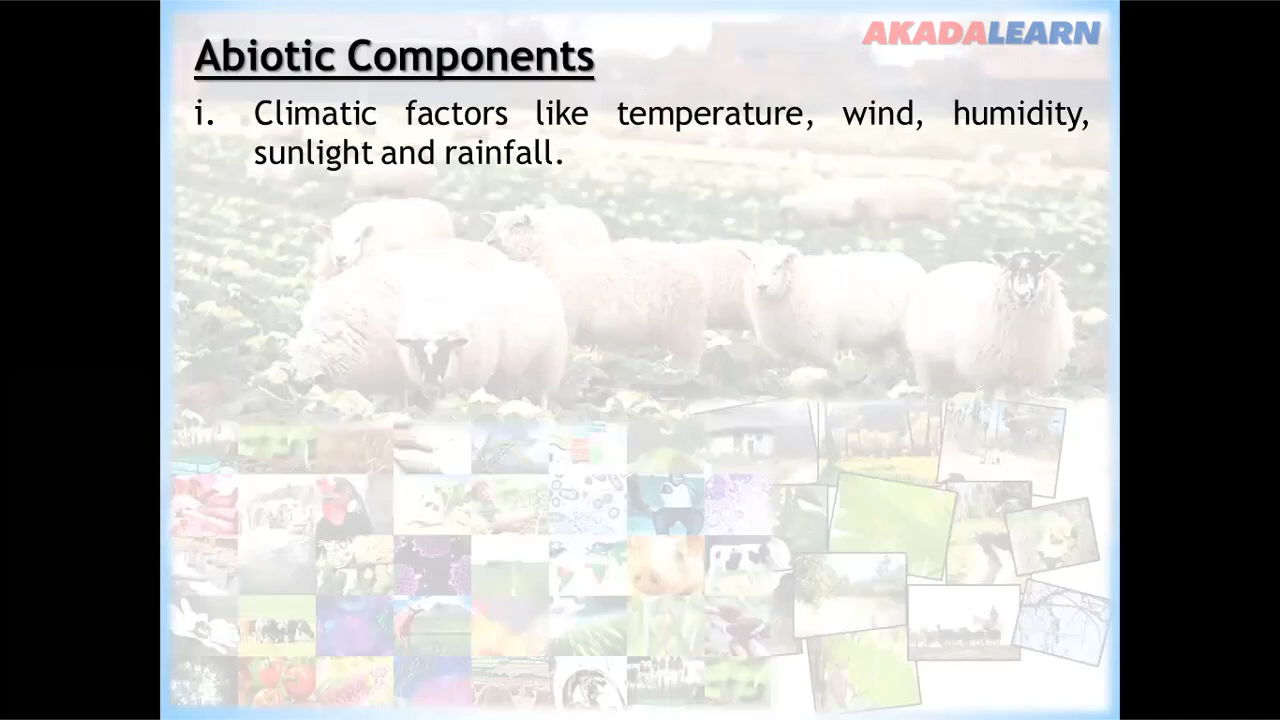 AKADALEARN
Abiotic Components
i. Climatic factors like temperature, wind, humidity,
sunlight and rainfall.